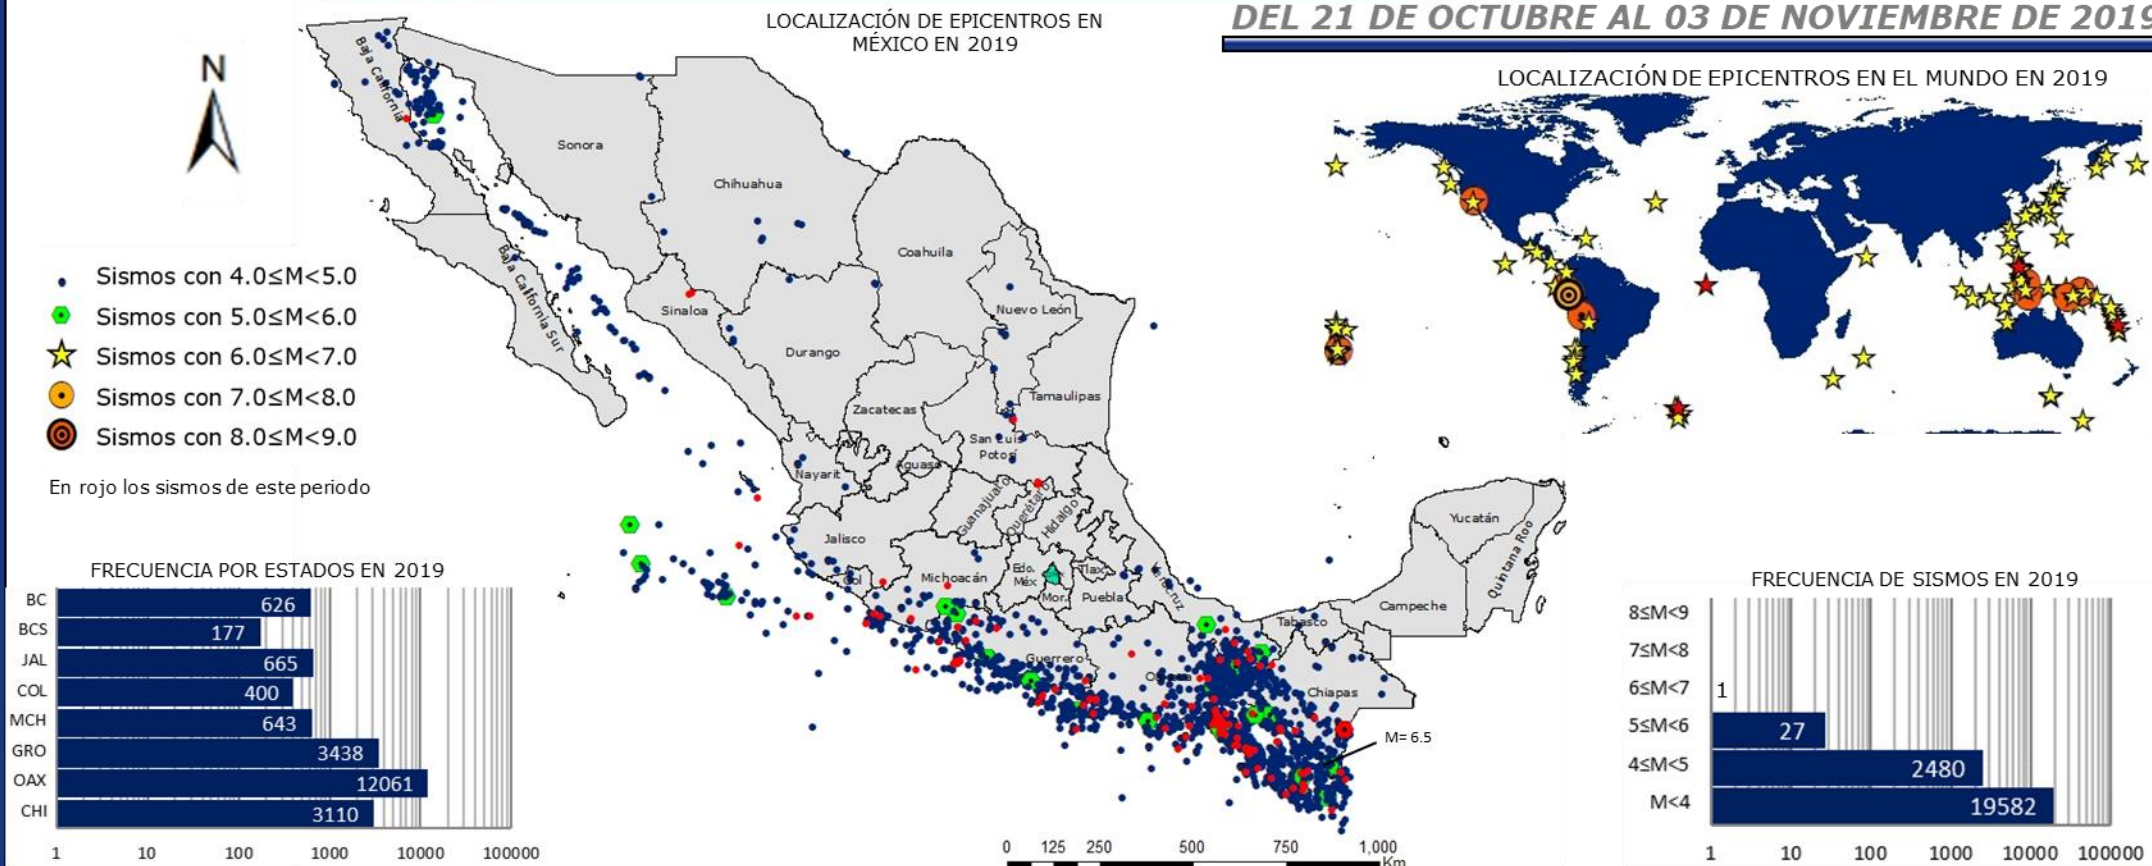 LOCALIZACIÓN DE EPICENTROS EN
MÉXICO EN 2019
DEL 21 DE OCTUBRE AL 03 DE NOVIEMBRE DE 2019
LOCALIZACIÓN DE EPICENTROS EN EL MUNDO EN 2019
N
Sismos con 4.0≤M<5.0
Sismos con 5.0≤M<6.0
Sismos con 6.0≤M<7.0
Sismos con 7.0≤M<8.0
Sismos con 8.0≤M<9.0
En rojo los sismos de este periodo
Baja California
Sonora
Chihuahua
Coahuila
Baja California Sur
Sinaloa
Nuevo León
Durango
Tamaulipas
Zacatecas
San Luis
Potosí
Nayarit
Aguasc
Guanajuato
Querétaro
Hidalgo
Jalisco
Yucatán
Quintana Roo
Col
Michoacán
Edo.
Méx
Tlax
Mor.
Puebla
Veracruz
Campeche
Tabasco
Guerrero
Chiapas
M= 6.5
0 125 250 500 750 1,000
Km
FRECUENCIA POR ESTADOS EN 2019
BC 626
BCS 177
JAL 665
COL 400
MCH 643
GRO 3438
OAX 12061
CHI 3110
1 10 100 1000 10000 100000
FRECUENCIA DE SISMOS EN 2019
8≤M<9
7≤M<8
6≤M<7 1
5≤M<6 27
4≤M<5 2480
M<4 19582
1 10 100 1000 10000 100000